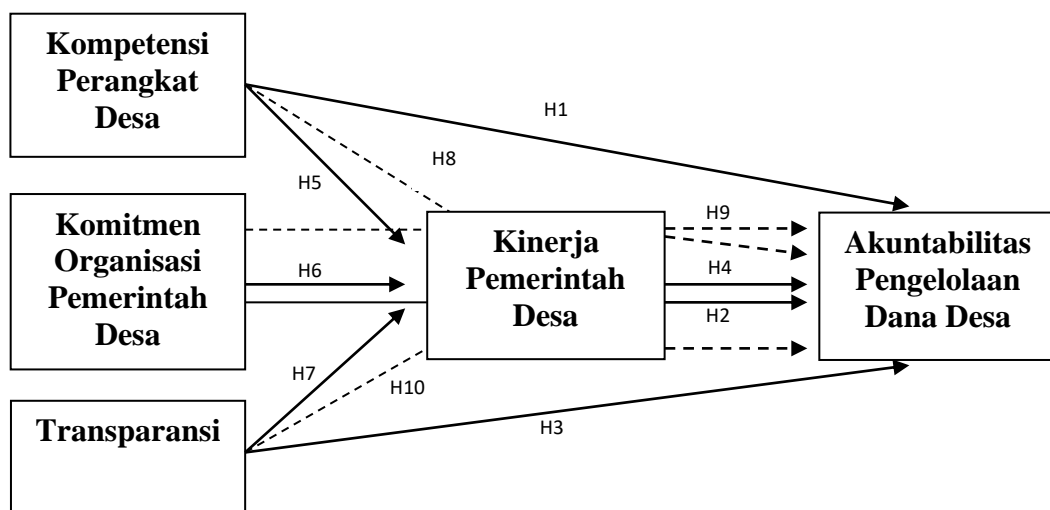 Kompetensi
Perangkat
Desa
H1
H8
H5
Komitmen
Organisasi
Pemerintah
Desa
H6
Kinerja
Pemerintah
Desa
H9
H4
H2
Akuntabilitas
Pengelolaan
Dana Desa
H7
H10
H3
Transparansi